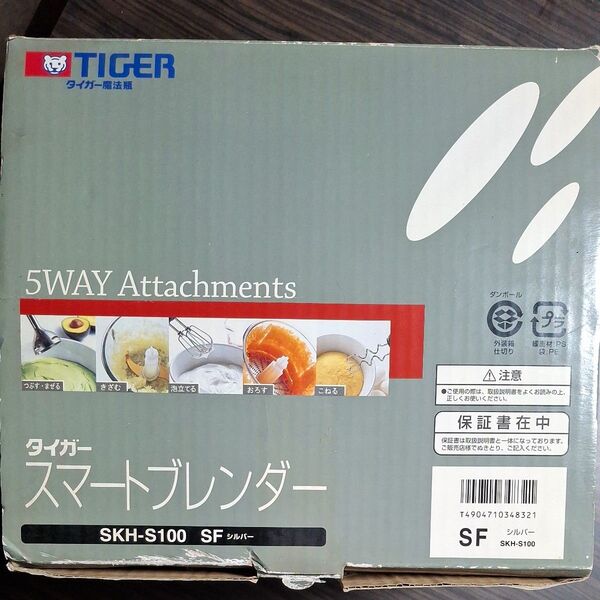 TIGER
タイガー魔法瓶
5WAY Attachments
つぶす・まぜる
きざむ
泡立てる
おろす
こねる
ダンボール
外装箱
仕切り
プラ
緩衝材:PS
袋:PE
注意
●ご使用の際は、取扱説明書をよくお読みの上、
正しくお使いください。
保証書在中
保証書は取扱説明書と一体になっております。
ご販売店様でぬきとり、ご記入ください。
タイガー
スマートブレンダー
SKH-S100 SF シルバー
T4904710348321
SF シルバー
SKH-S100